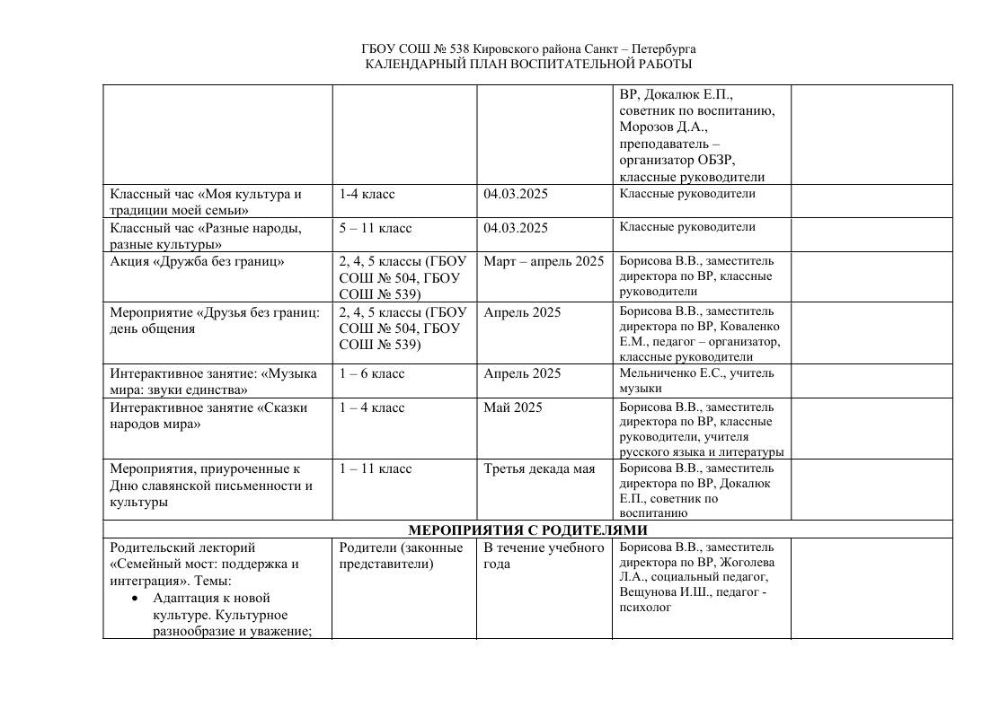 ГБОУ СОШ № 538 Кировского района Санкт – Петербурга
КАЛЕНДАРНЫЙ ПЛАН ВОСПИТАТЕЛЬНОЙ РАБОТЫ
ВР, Докалюк Е.П.,
советник по воспитанию,
Морозов Д.А.,
преподаватель –
организатор ОБЗР,
классные руководители
Классный час «Моя культура и
традиции моей семьи»
1-4 класс
04.03.2025
Классные руководители
Классный час «Разные народы,
разные культуры»
5 – 11 класс
04.03.2025
Классные руководители
Акция «Дружба без границ»
2, 4, 5 классы (ГБОУ
СОШ № 504, ГБОУ
СОШ № 539)
Март – апрель 2025
Борисова В.В., заместитель
директора по ВР, классные
руководители
Мероприятие «Друзья без границ:
день общения
2, 4, 5 классы (ГБОУ
СОШ № 504, ГБОУ
СОШ № 539)
Апрель 2025
Борисова В.В., заместитель
директора по ВР, Коваленко
Е.М., педагог – организатор,
классные руководители
Интерактивное занятие: «Музыка
мира: звуки единства»
1 – 6 класс
Апрель 2025
Мельниченко Е.С., учитель
музыки
Интерактивное занятие «Сказки
народов мира»
1 – 4 класс
Май 2025
Борисова В.В., заместитель
директора по ВР, классные
руководители, учителя
русского языка и литературы
Мероприятия, приуроченные к
Дню славянской письменности и
культуры
1 – 11 класс
Третья декада мая
Борисова В.В., заместитель
директора по ВР, Докалюк
Е.П., советник по
воспитанию
МЕРОПРИЯТИЯ С РОДИТЕЛЯМИ
Родительский лекторий
«Семейный мост: поддержка и
интеграция». Темы:
• Адаптация к новой
культуре. Культурное
разнообразие и уважение;
Родители (законные
представители)
В течение учебного
года
Борисова В.В., заместитель
директора по ВР, Жоголева
Л.А., социальный педагог,
Вещунова И.Ш., педагог -
психолог